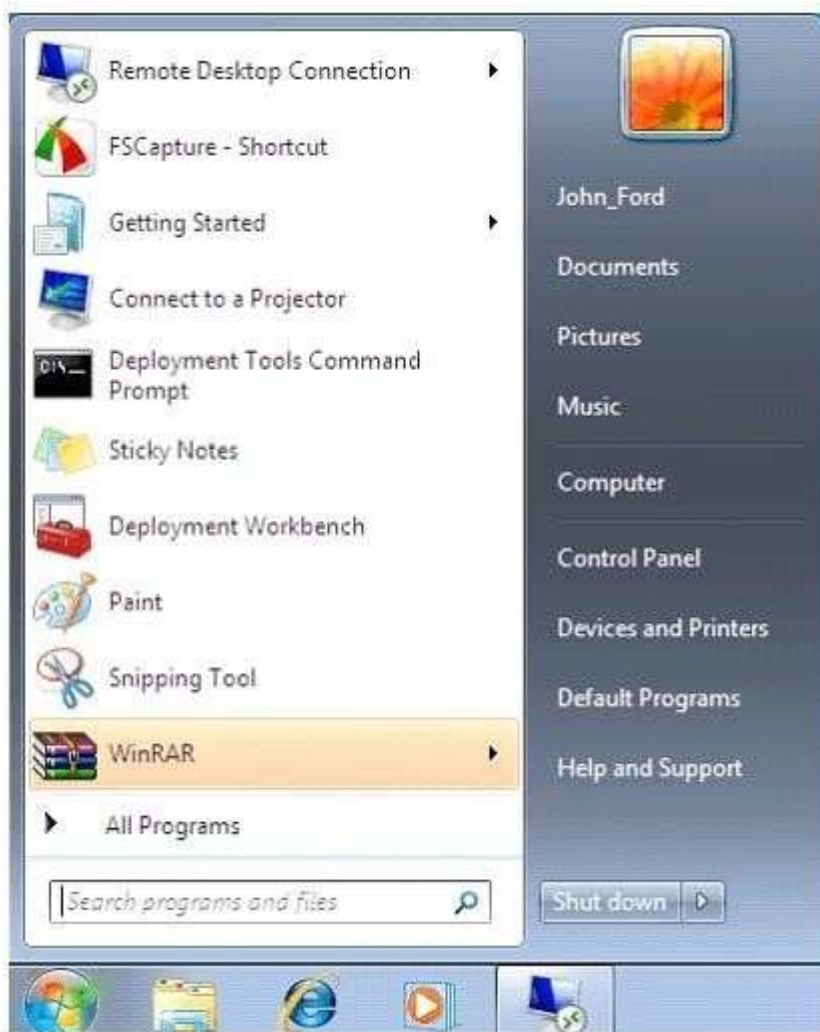 Remote Desktop Connection
FSCapture - Shortcut
Getting Started
Connect to a Projector
Deployment Tools Command
Prompt
Sticky Notes
Deployment Workbench
Paint
Snipping Tool
WinRAR
All Programs
Search programs and files
John_Ford
Documents
Pictures
Music
Computer
Control Panel
Devices and Printers
Default Programs
Help and Support
Shut down